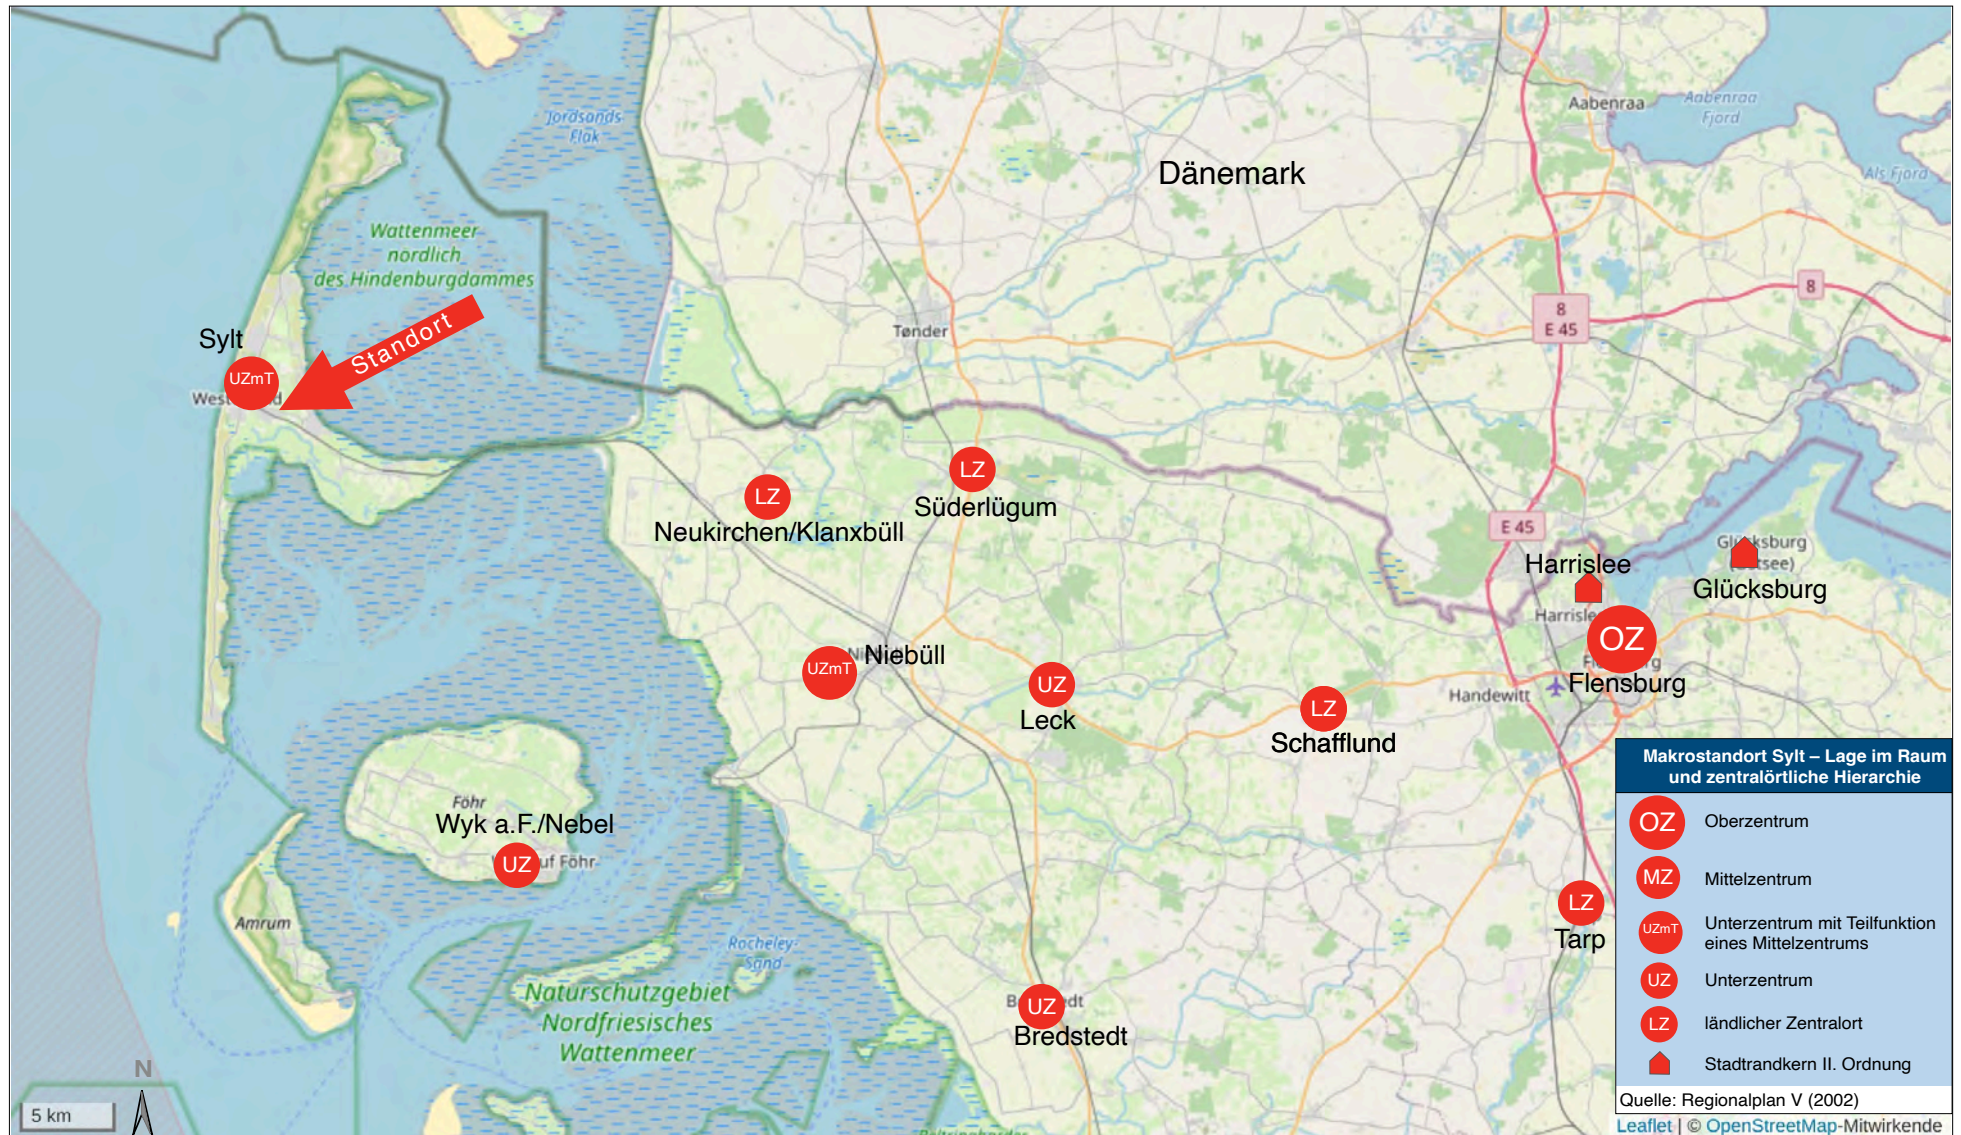 Jordsands
Flak
Aabenraa
Aabenraa
Fjord
Als Fjord
Dänemark
Wattenmeer
nördlich
des Hindenburgdammes
8
8
E 45
Standort
Tønder
Sylt
UZmT
LZ
Süderlügum
LZ
Neukirchen/Klanxbüll
E 45
Harrislee
Glücksburg
Harrislee
OZ
Flensburg
Handewitt
UZmT
Niebüll
UZ
Leck
LZ
Schafflund
Föhr
Wyk a.F./Nebel
UZ
uf Föhr
Amrum
Rocheley-
Sand
Naturschutzgebiet
Nordfriesisches
Wattenmeer
UZ
Bredstedt
LZ
Tarp
N
5 km
Makrostandort Sylt – Lage im Raum
und zentralörtliche Hierarchie
OZ Oberzentrum
MZ Mittelzentrum
UZmT Unterzentrum mit Teilfunktion
eines Mittelzentrums
UZ Unterzentrum
LZ ländlicher Zentralort
Stadtrandkern II. Ordnung
Quelle: Regionalplan V (2002)
Leaflet | © OpenStreetMap-Mitwirkende